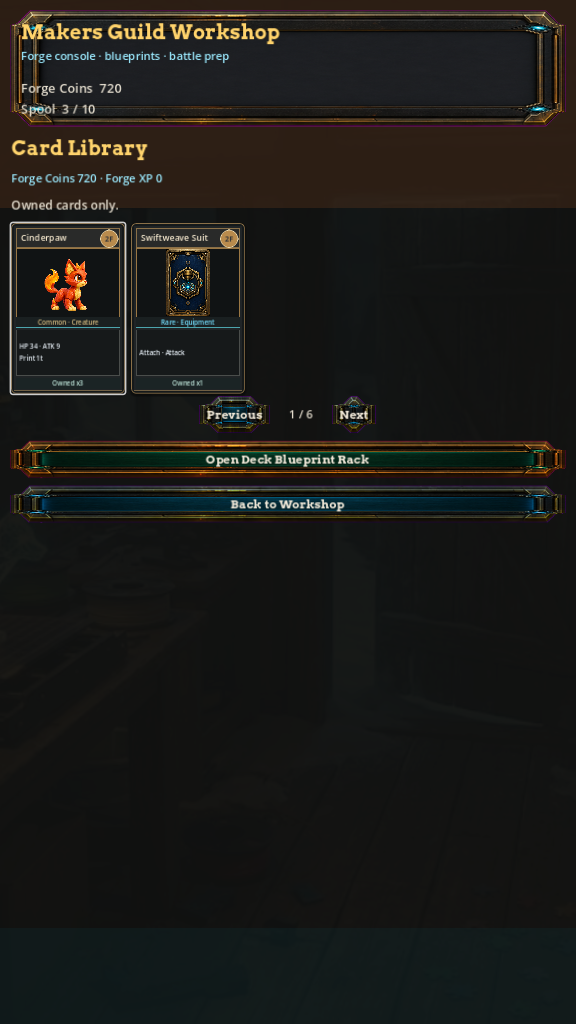 Makers Guild Workshop
Forge console · blueprints · battle prep
Forge Coins 720
Spool 3 / 10
Card Library
Forge Coins 720 · Forge XP 0
Owned cards only.
Cinderpaw 2F
Common · Creature
HP 34 · ATK 9
Print 1t
Owned x3
Swiftweave Suit 2F
Rare · Equipment
Attach · Attack
Owned x1
Previous 1 / 6 Next
Open Deck Blueprint Rack
Back to Workshop